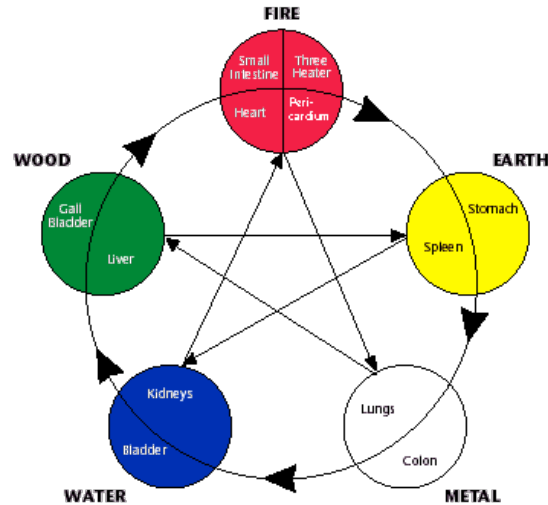 FIRE
Small
Intestine
Three
Heater
Heart
Peri-
cardium
WOOD
EARTH
Gall
Bladder
Liver
Stomach
Spleen
Kidneys
Bladder
Lungs
Colon
WATER
METAL